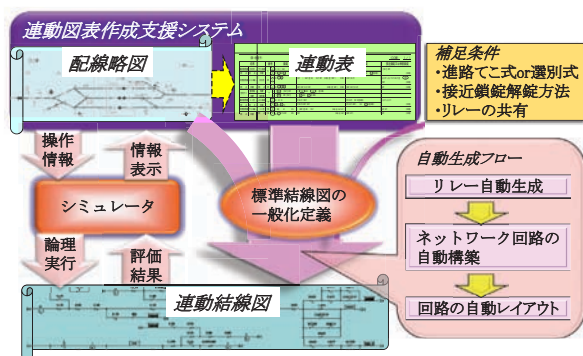 連動図表作成支援システム
配線略図
連動表
補足条件
・進路てこ式or選別式
・接近鎖錠解錠方法
・リレーの共有
操作
情報
情報
表示
シミュレータ
標準結線図の
一般化定義
論理
実行
評価
結果
連動結線図
自動生成フロー
リレー自動生成
ネットワーク回路の
自動構築
回路の自動レイアウト